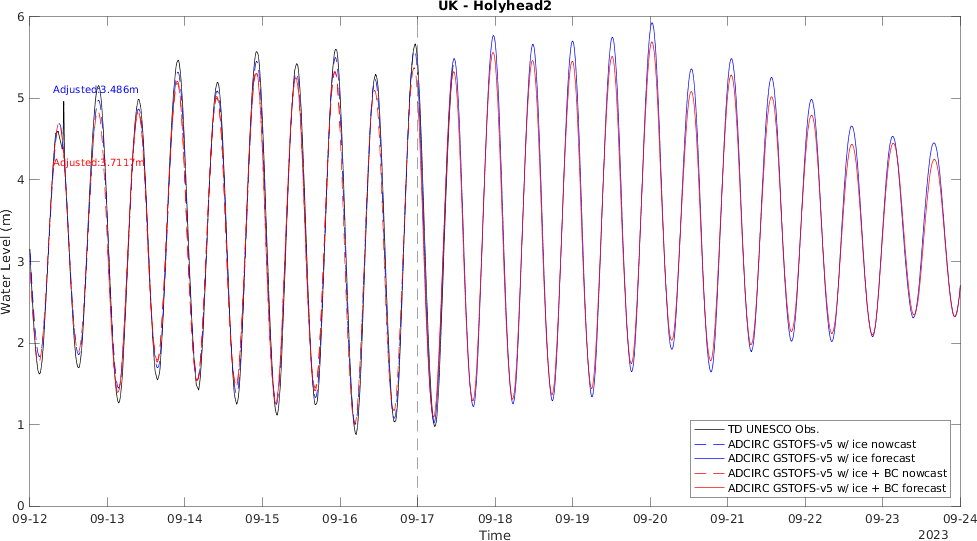 UK - Holyhead2
6
5
4
3
2
1
0
Water Level (m)
Adjusted:3.486m
Adjusted:3.7117m
TD UNESCO Obs.
ADCIRC GSTOFS-v5 w/ ice nowcast
ADCIRC GSTOFS-v5 w/ ice forecast
ADCIRC GSTOFS-v5 w/ ice + BC nowcast
ADCIRC GSTOFS-v5 w/ ice + BC forecast
09-12 09-13 09-14 09-15 09-16 09-17 09-18 09-19 09-20 09-21 09-22 09-23 09-24
Time
2023